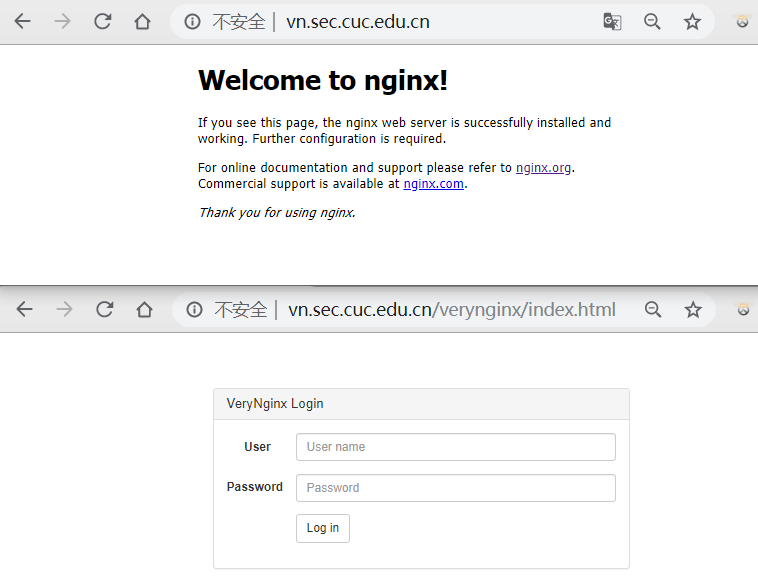 不安全 | vn.sec.cuc.edu.cn
Welcome to nginx!
If you see this page, the nginx web server is successfully installed and
working. Further configuration is required.
For online documentation and support please refer to nginx.org.
Commercial support is available at nginx.com.
Thank you for using nginx.
不安全 | vn.sec.cuc.edu.cn/verynginx/index.html
VeryNginx Login
User User name
Password Password
Log in